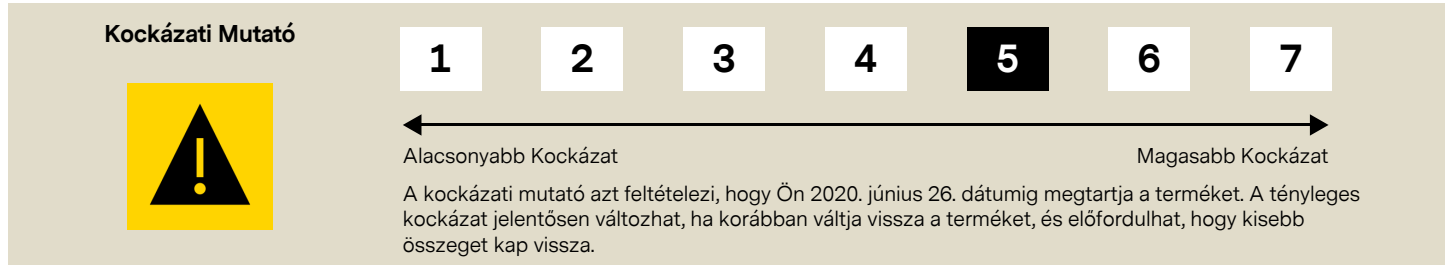 Kockázati Mutató
1 2 3 4 5 6 7
Alacsonyabb Kockázat Magasabb Kockázat
A kockázati mutató azt feltételezi, hogy Ön 2020. június 26. dátumig megtartja a terméket. A tényleges
kockázat jelentősen változhat, ha korábban váltja vissza a terméket, és előfordulhat, hogy kisebb
összeget kap vissza.